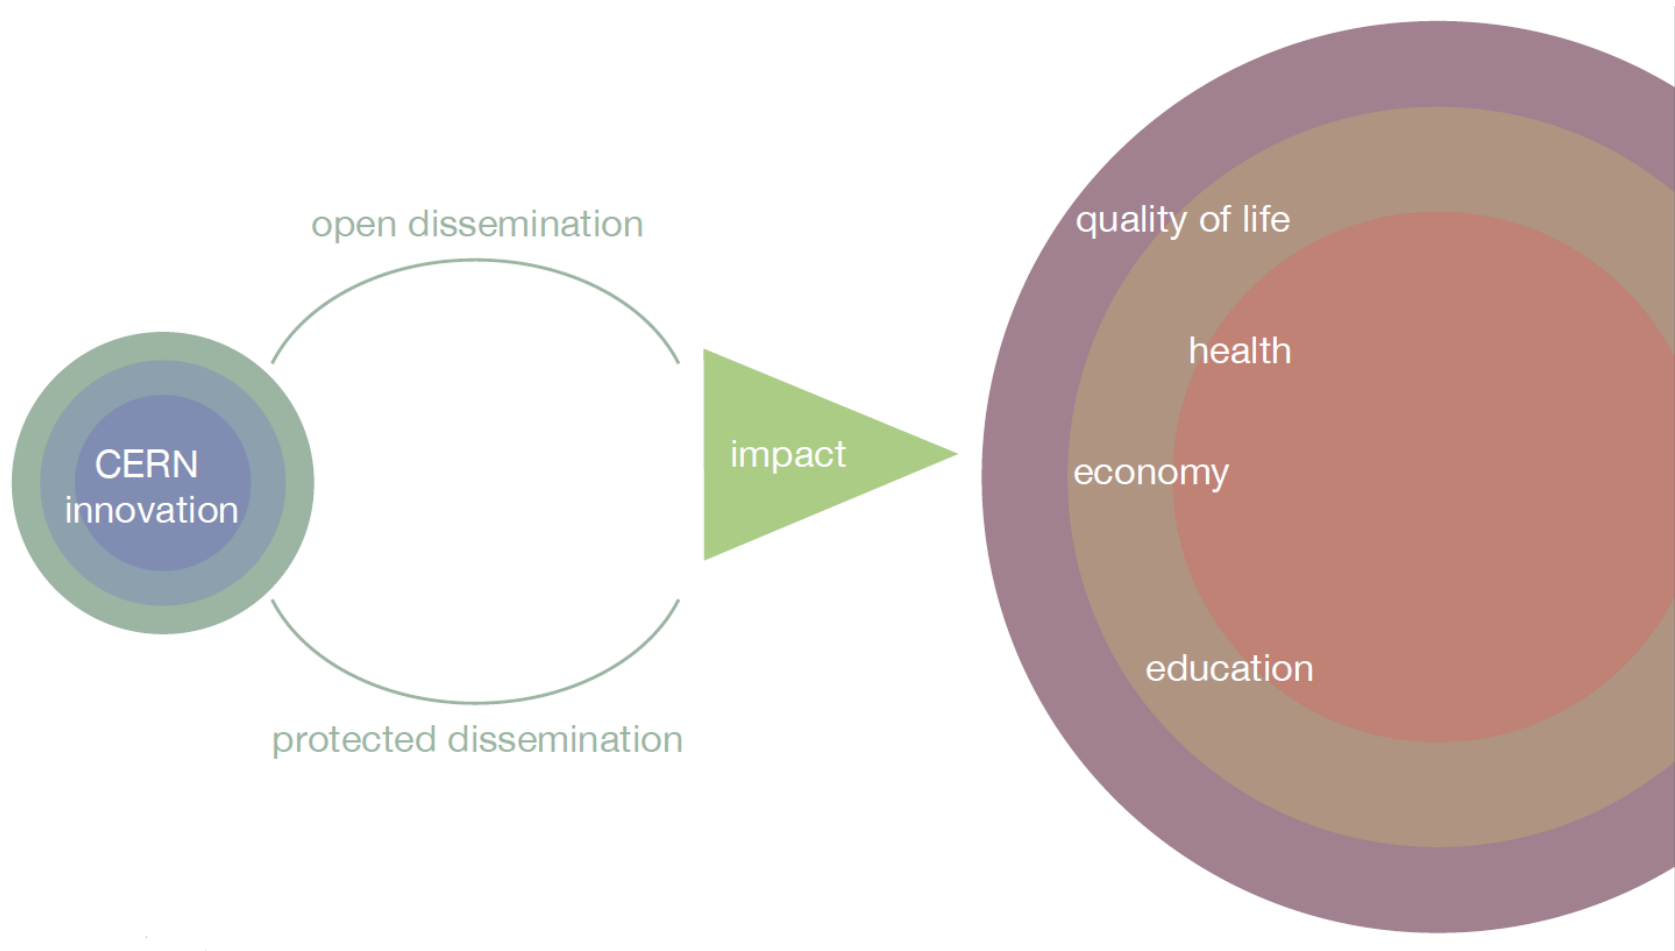 open dissemination
CERN
innovation
protected dissemination
impact
quality of life
health
economy
education